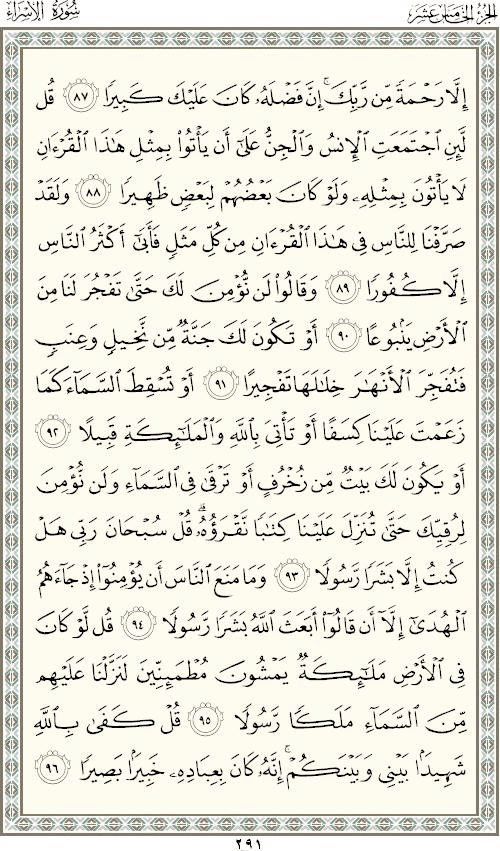 الجزء الخامس عشر
سورة الإسراء
إِلَّا رَحْمَةً مِّن رَّبِّكَ ۚ إِنَّ فَضْلَهُۥ كَانَ عَلَيْكَ كَبِيرًا ٨٧ قُل
لَّئِنِ ٱجْتَمَعَتِ ٱلْإِنسُ وَٱلْجِنُّ عَلَىٰٓ أَن يَأْتُوا۟ بِمِثْلِ هَٰذَا ٱلْقُرْءَانِ
لَا يَأْتُونَ بِمِثْلِهِۦ وَلَوْ كَانَ بَعْضُهُمْ لِبَعْضٍ ظَهِيرًا ٨٨ وَلَقَدْ
صَرَّفْنَا لِلنَّاسِ فِى هَٰذَا ٱلْقُرْءَانِ مِن كُلِّ مَثَلٍ فَأَبَىٰٓ أَكْثَرُ ٱلنَّاسِ
إِلَّا كُفُورًا ٨٩ وَقَالُوا۟ لَن نُّؤْمِنَ لَكَ حَتَّىٰ تَفْجُرَ لَنَا مِنَ
ٱلْأَرْضِ يَنۢبُوعًا ٩٠ أَوْ تَكُونَ لَكَ جَنَّةٌ مِّن نَّخِيلٍ وَعِنَبٍ
فَتُفَجِّرَ ٱلْأَنْهَٰرَ خِلَٰلَهَا تَفْجِيرًا ٩١ أَوْ تُسْقِطَ ٱلسَّمَآءَ كَمَا
زَعَمْتَ عَلَيْنَا كِسَفًا أَوْ تَأْتِىَ بِٱللَّهِ وَٱلْمَلَٰٓئِكَةِ قَبِيلًا ٩٢
أَوْ يَكُونَ لَكَ بَيْتٌ مِّن زُخْرُفٍ أَوْ تَرْقَىٰ فِى ٱلسَّمَآءِ وَلَن نُّؤْمِنَ
لِرُقِيِّكَ حَتَّىٰ تُنَزِّلَ عَلَيْنَا كِتَٰبًا نَّقْرَؤُهُۥ ۗ قُلْ سُبْحَانَ رَبِّى هَلْ
كُنتُ إِلَّا بَشَرًا رَّسُولًا ٩٣ وَمَا مَنَعَ ٱلنَّاسَ أَن يُؤْمِنُوٓا۟ إِذْ جَآءَهُمُ
ٱلْهُدَىٰٓ إِلَّآ أَن قَالُوٓا۟ أَبَعَثَ ٱللَّهُ بَشَرًا رَّسُولًا ٩٤ قُل لَّوْ كَانَ
فِى ٱلْأَرْضِ مَلَٰٓئِكَةٌ يَمْشُونَ مُطْمَئِنِّينَ لَنَزَّلْنَا عَلَيْهِم
مِّنَ ٱلسَّمَآءِ مَلَكًا رَّسُولًا ٩٥ قُلْ كَفَىٰ بِٱللَّهِ
شَهِيدًۢا بَيْنِى وَبَيْنَكُمْ ۚ إِنَّهُۥ كَانَ بِعِبَادِهِۦ خَبِيرًۢا بَصِيرًا ٩٦
٢٩١